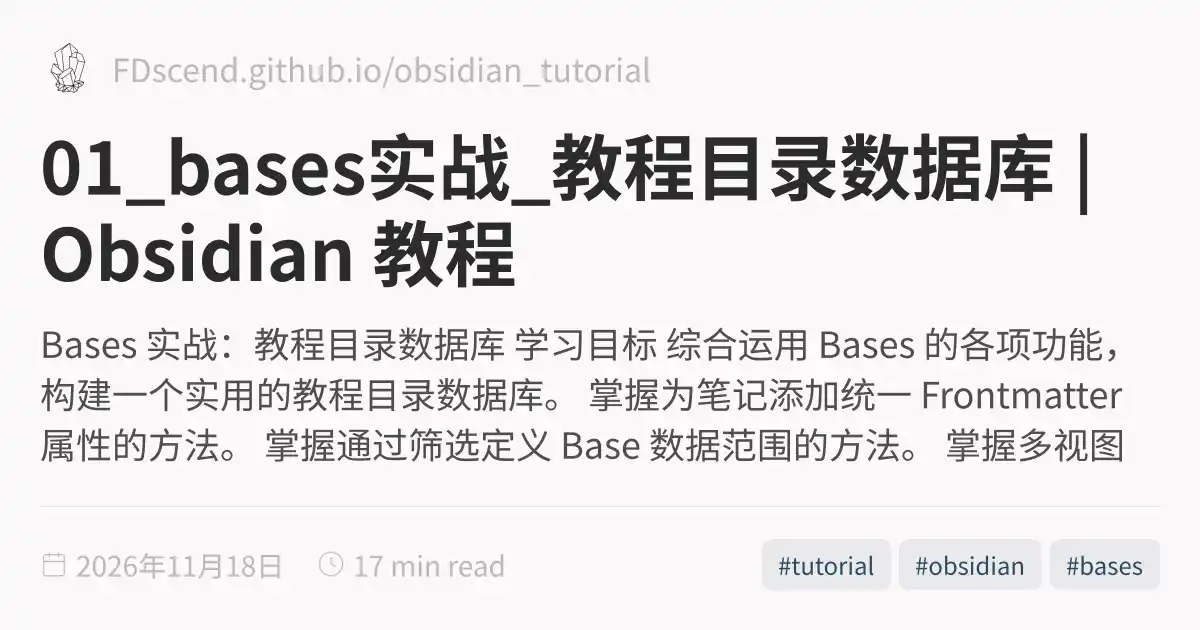 FDscend.github.io/obsidian_tutorial
01_bases实战_教程目录数据库 |
Obsidian 教程
Bases 实战：教程目录数据库 学习目标 综合运用 Bases 的各项功能，
构建一个实用的教程目录数据库。 掌握为笔记添加统一 Frontmatter
属性的方法。 掌握通过筛选定义 Base 数据范围的方法。 掌握多视图
2026年11月18日 17 min read #tutorial #obsidian #bases